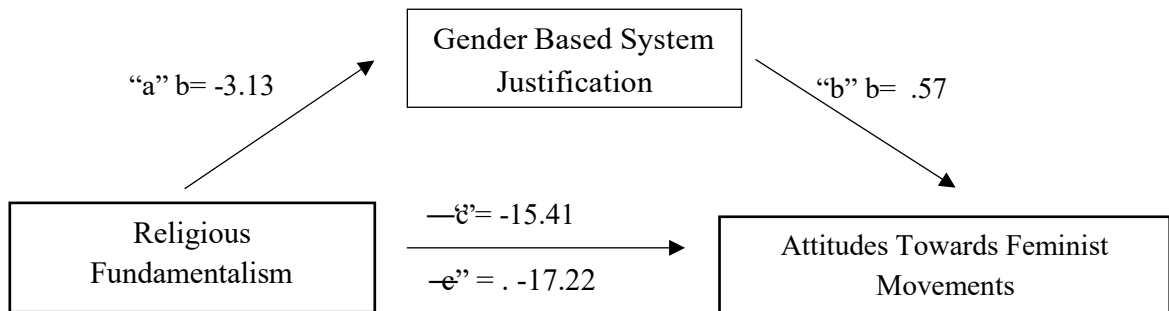 Gender Based System
Justification
“a” b= -3.13
“b” b= .57
Religious
Fundamentalism
“c”= -15.41
“c” = . -17.22
Attitudes Towards Feminist
Movements